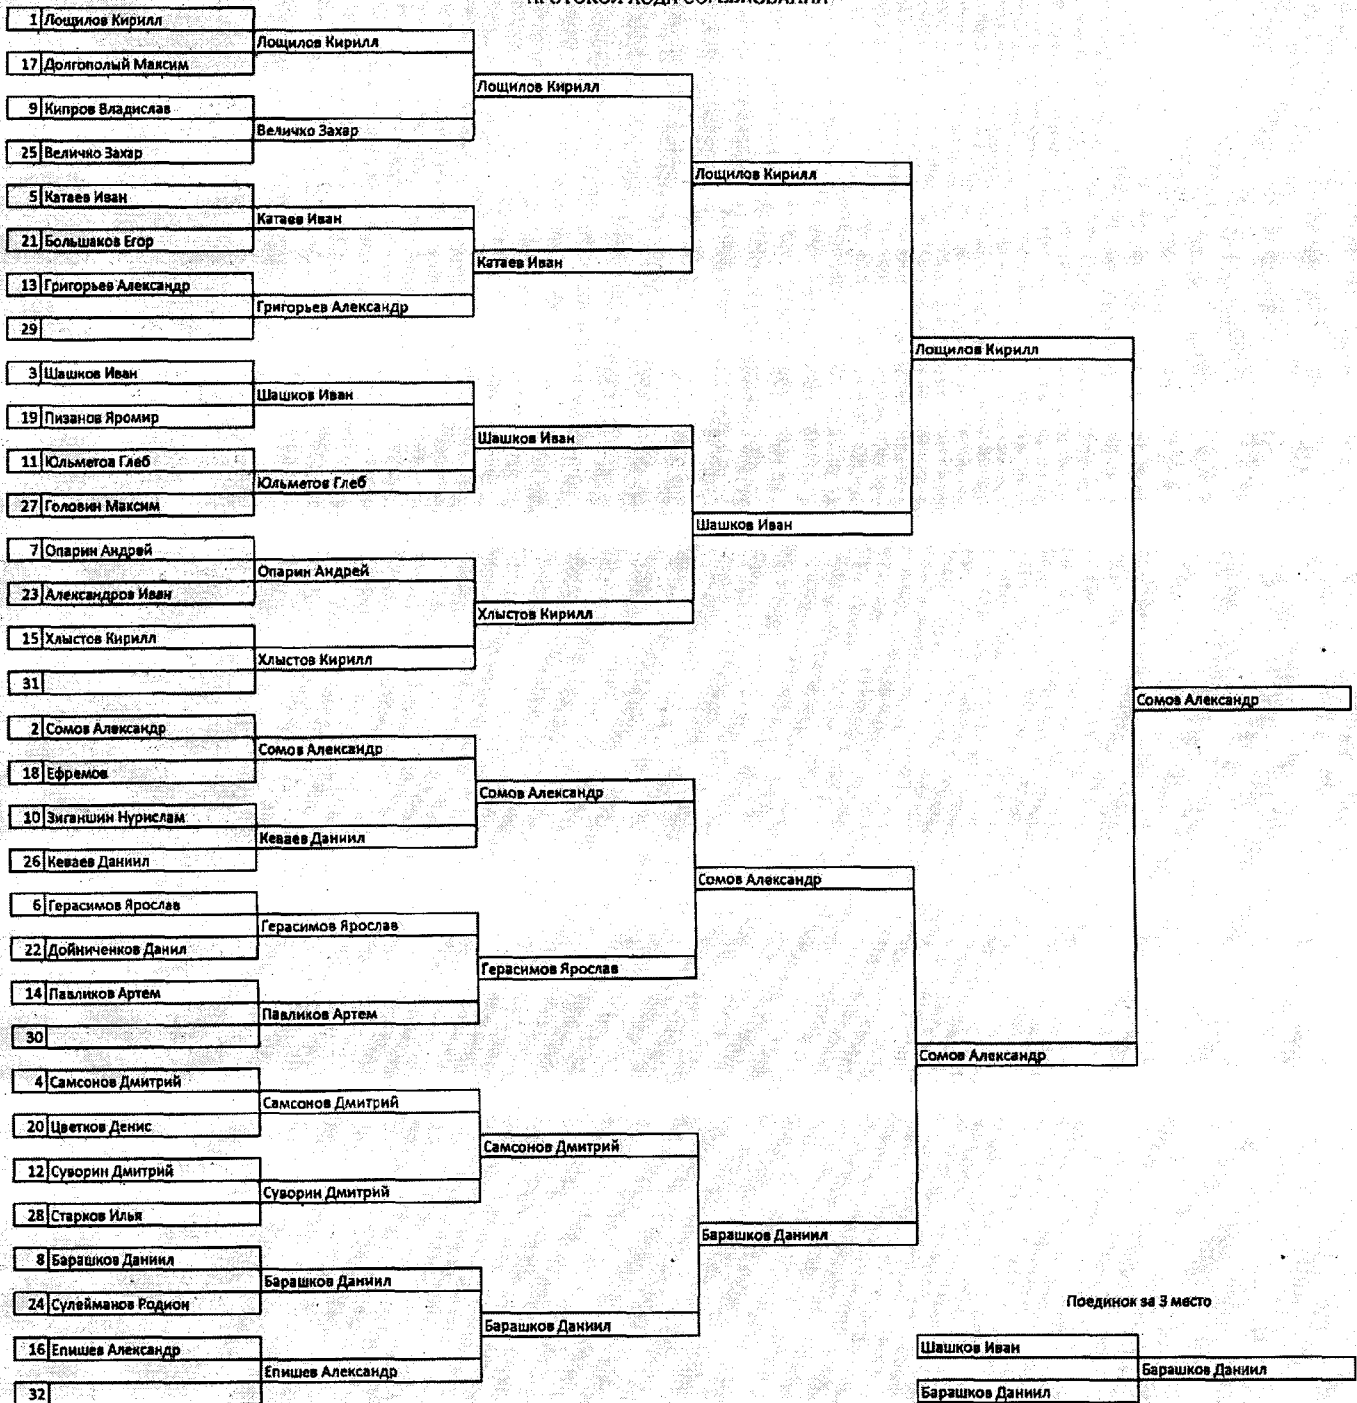 ПРОТОКОЛ ХОДА СОРЕВНОВАНИЯ
1 Лощилов Кирилл
Лощилов Кирилл
17 Долгополый Максим
Лощилов Кирилл
9 Кипров Владислав
Величко Захар
25 Величко Захар
Лощилов Кирилл
5 Катаев Иван
Катаев Иван
21 Большаков Егор
Катаев Иван
13 Григорьев Александр
Григорьев Александр
29
Лощилов Кирилл
3 Шашков Иван
Шашков Иван
19 Пизанов Яромир
Шашков Иван
11 Юльметов Глеб
Юльметов Глеб
27 Головин Максим
Шашков Иван
7 Опарин Андрей
Опарин Андрей
23 Александров Иван
Хлыстов Кирилл
15 Хлыстов Кирилл
Хлыстов Кирилл
31
Сомов Александр
2 Сомов Александр
Сомов Александр
18 Ефремов
Сомов Александр
10 Зиганшин Нурислам
Кеваев Даниил
26 Кеваев Даниил
Сомов Александр
6 Герасимов Ярослав
Герасимов Ярослав
22 Дойниченков Данил
Герасимов Ярослав
14 Павликов Артем
Павликов Артем
30
Сомов Александр
4 Самсонов Дмитрий
Самсонов Дмитрий
20 Цветков Денис
Самсонов Дмитрий
12 Суворин Дмитрий
Суворин Дмитрий
28 Старков Илья
Барашков Даниил
8 Барашков Даниил
Барашков Даниил
24 Сулейманов Родион
Барашков Даниил
16 Епишев Александр
Епишев Александр
32
Поединок за 3 место
Шашков Иван
Барашков Даниил
Барашков Даниил